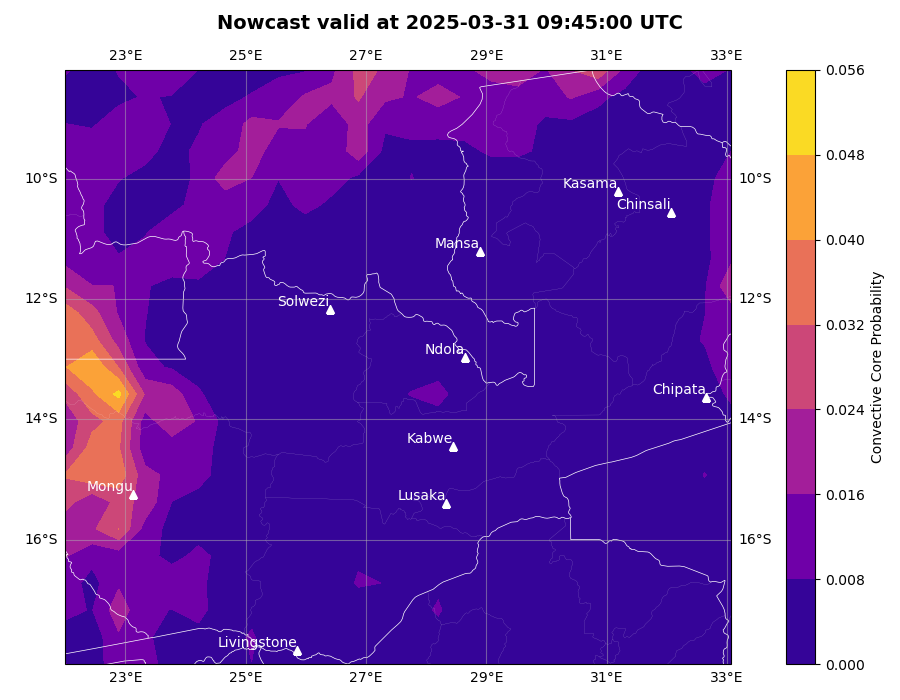 Nowcast valid at 2025-03-31 09:45:00 UTC
23°E 25°E 27°E 29°E 31°E 33°E
0.056
0.048
10°S 10°S
Kasama
Chinsali
0.040
Mansa
12°S 12°S
Solwezi
0.032
Ndola
Chipata
14°S 14°S
0.024
Kabwe
Mongu
Lusaka
0.016
16°S 16°S
0.008
Livingstone
0.000
23°E 25°E 27°E 29°E 31°E 33°E
Convective Core Probability